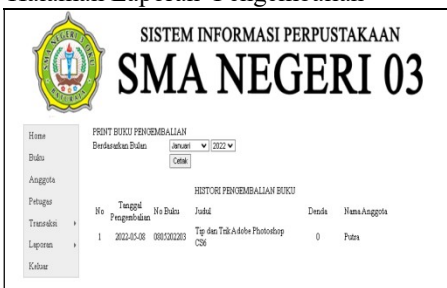 Halaman Laporan Pengembalian
SISTEM INFORMASI PERPUSTAKAAN
SMA NEGERI 03
Home
Buku
Anggota
Petugas
Transaksi
Laporan
Keluar
PRINT BUKU PENGEMBALIAN
Berdasarkan Bulan Januari 2022
Cetak
HISTORI PENGEMBALIAN BUKU
No Tanggal Pengembalian No Buku Judul Denda Nama Anggota
1 2022-05-08 0805202203 Tip dan Trik Adobe Photoshop CS6 0 Putra